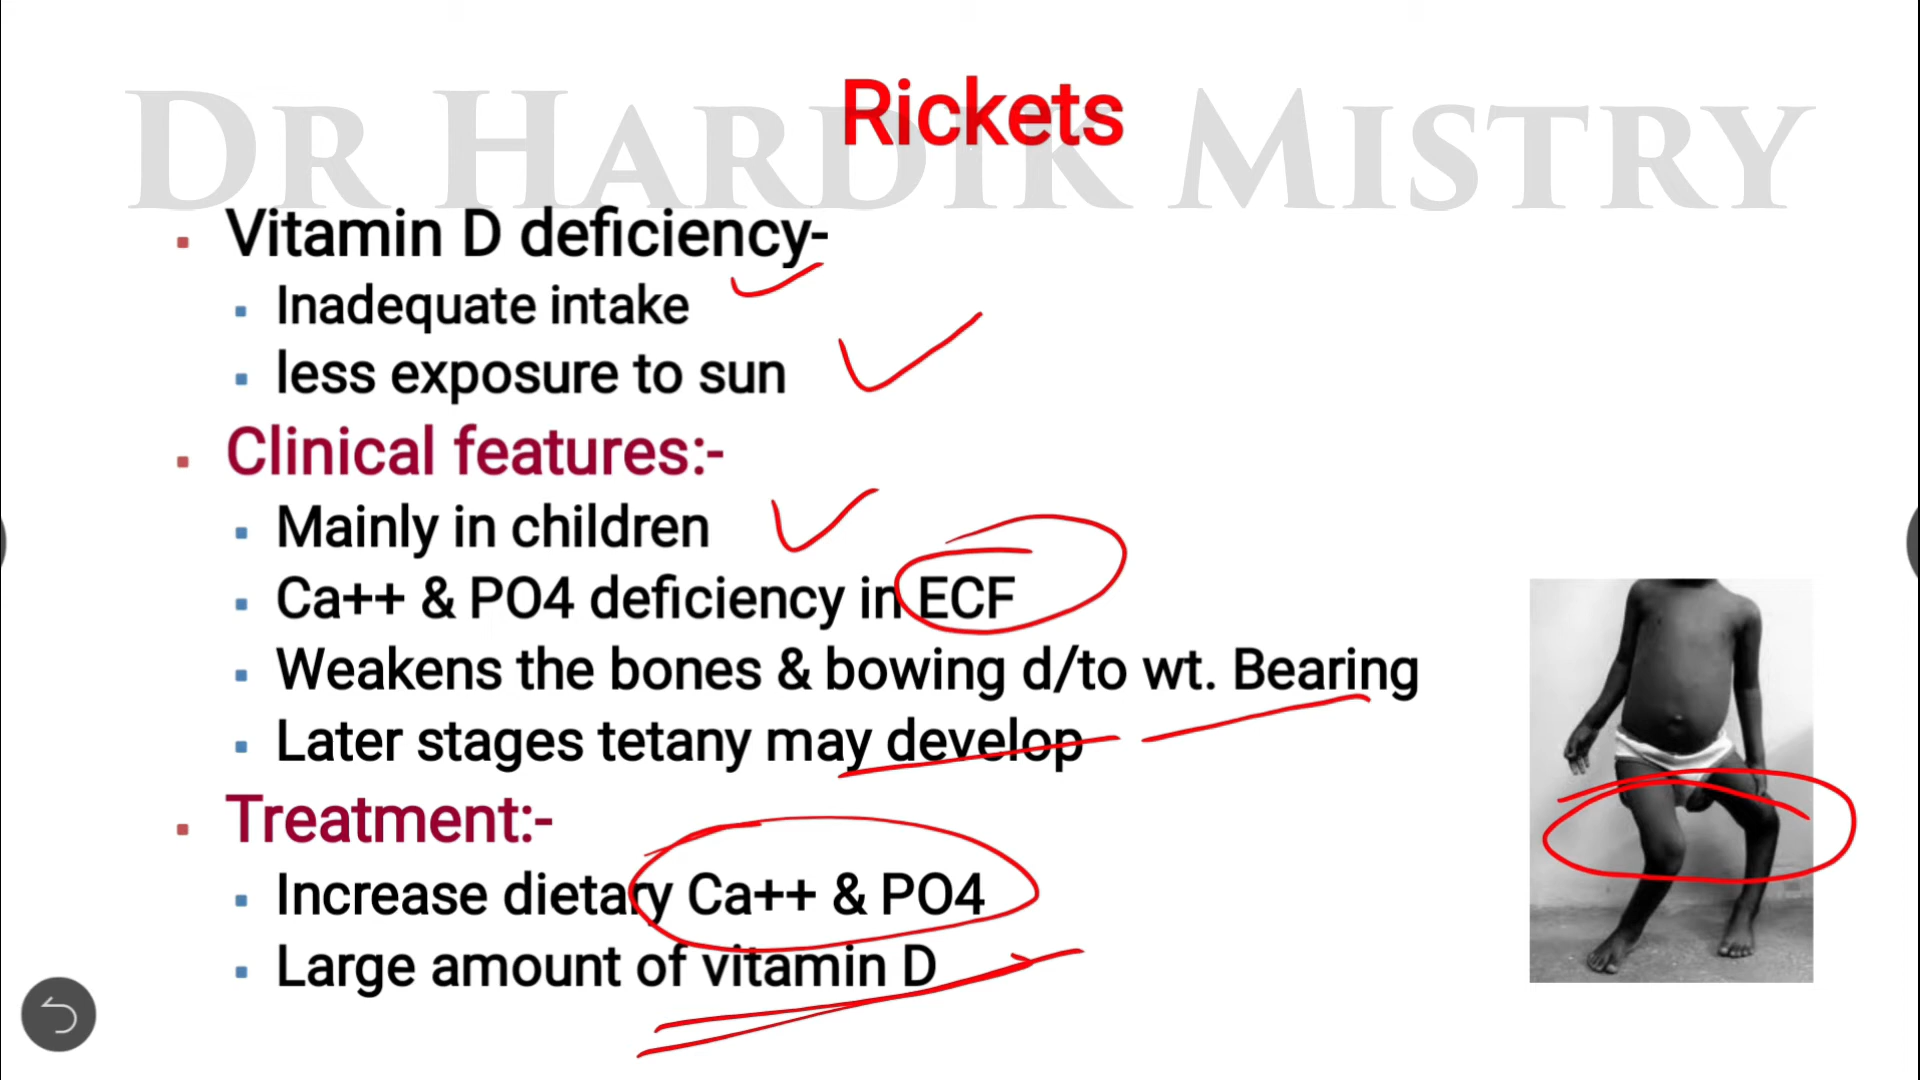 Dr Hardik Mistry
Rickets
Vitamin D deficiency-
Inadequate intake
less exposure to sun
Clinical features:-
Mainly in children
Ca++ & PO4 deficiency in ECF
Weakens the bones & bowing d/to wt. Bearing
Later stages tetany may develop
Treatment:-
Increase dietary Ca++ & PO4
Large amount of vitamin D